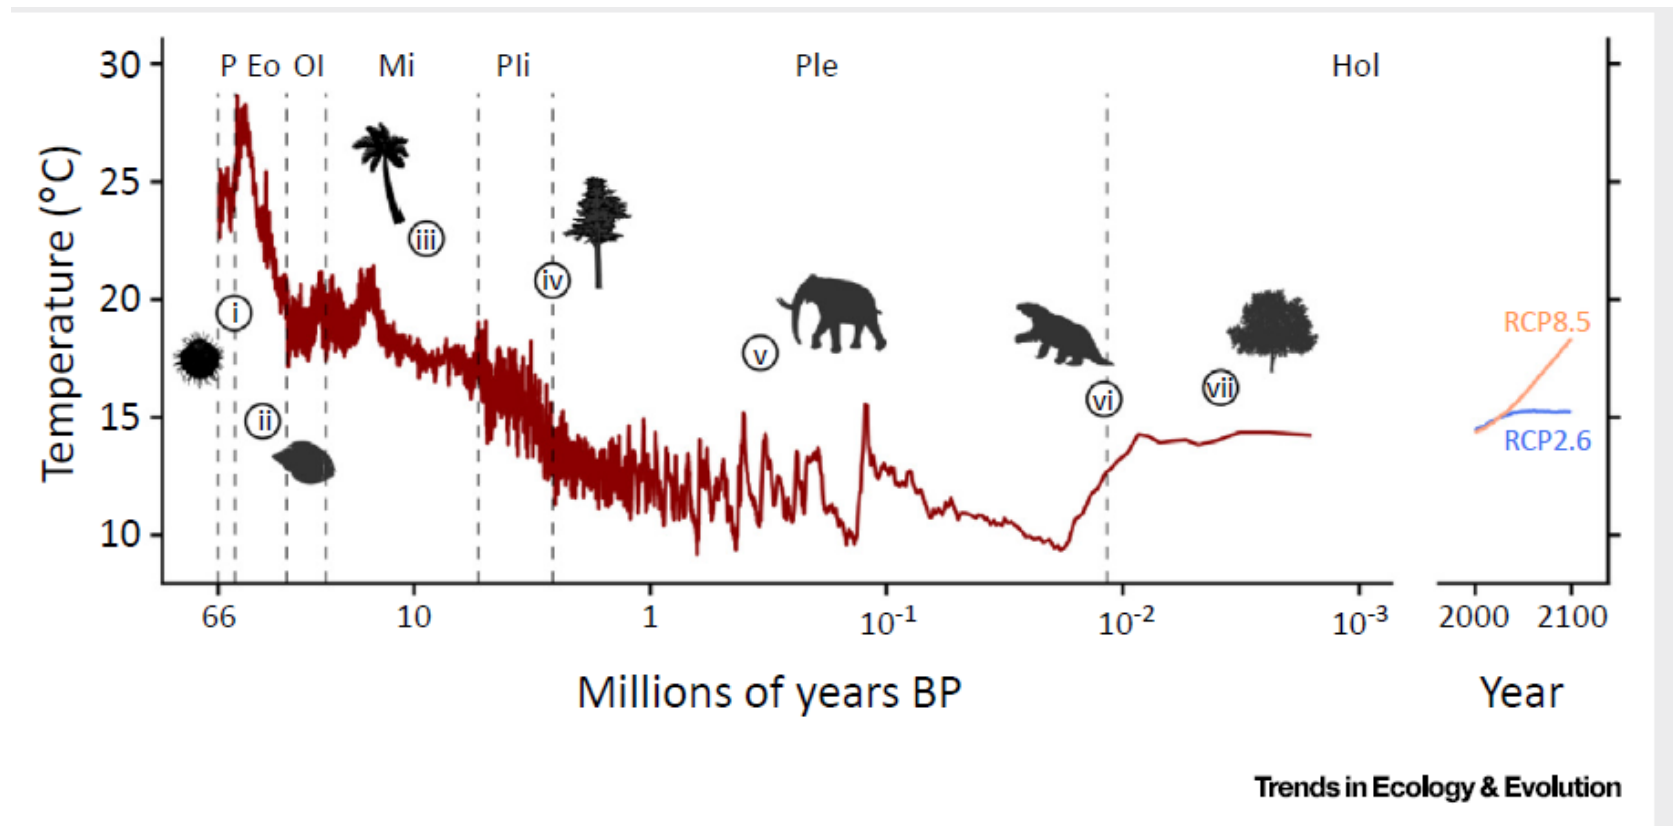 30
P Eo Ol Mi Pli Ple Hol
25
20
15
10
Temperature (°C)
i
ii
iii
iv
v
vi
vii
RCP8.5
RCP2.6
66 10 1 10⁻¹ 10⁻² 10⁻³ 2000 2100
Millions of years BP Year
Trends in Ecology & Evolution